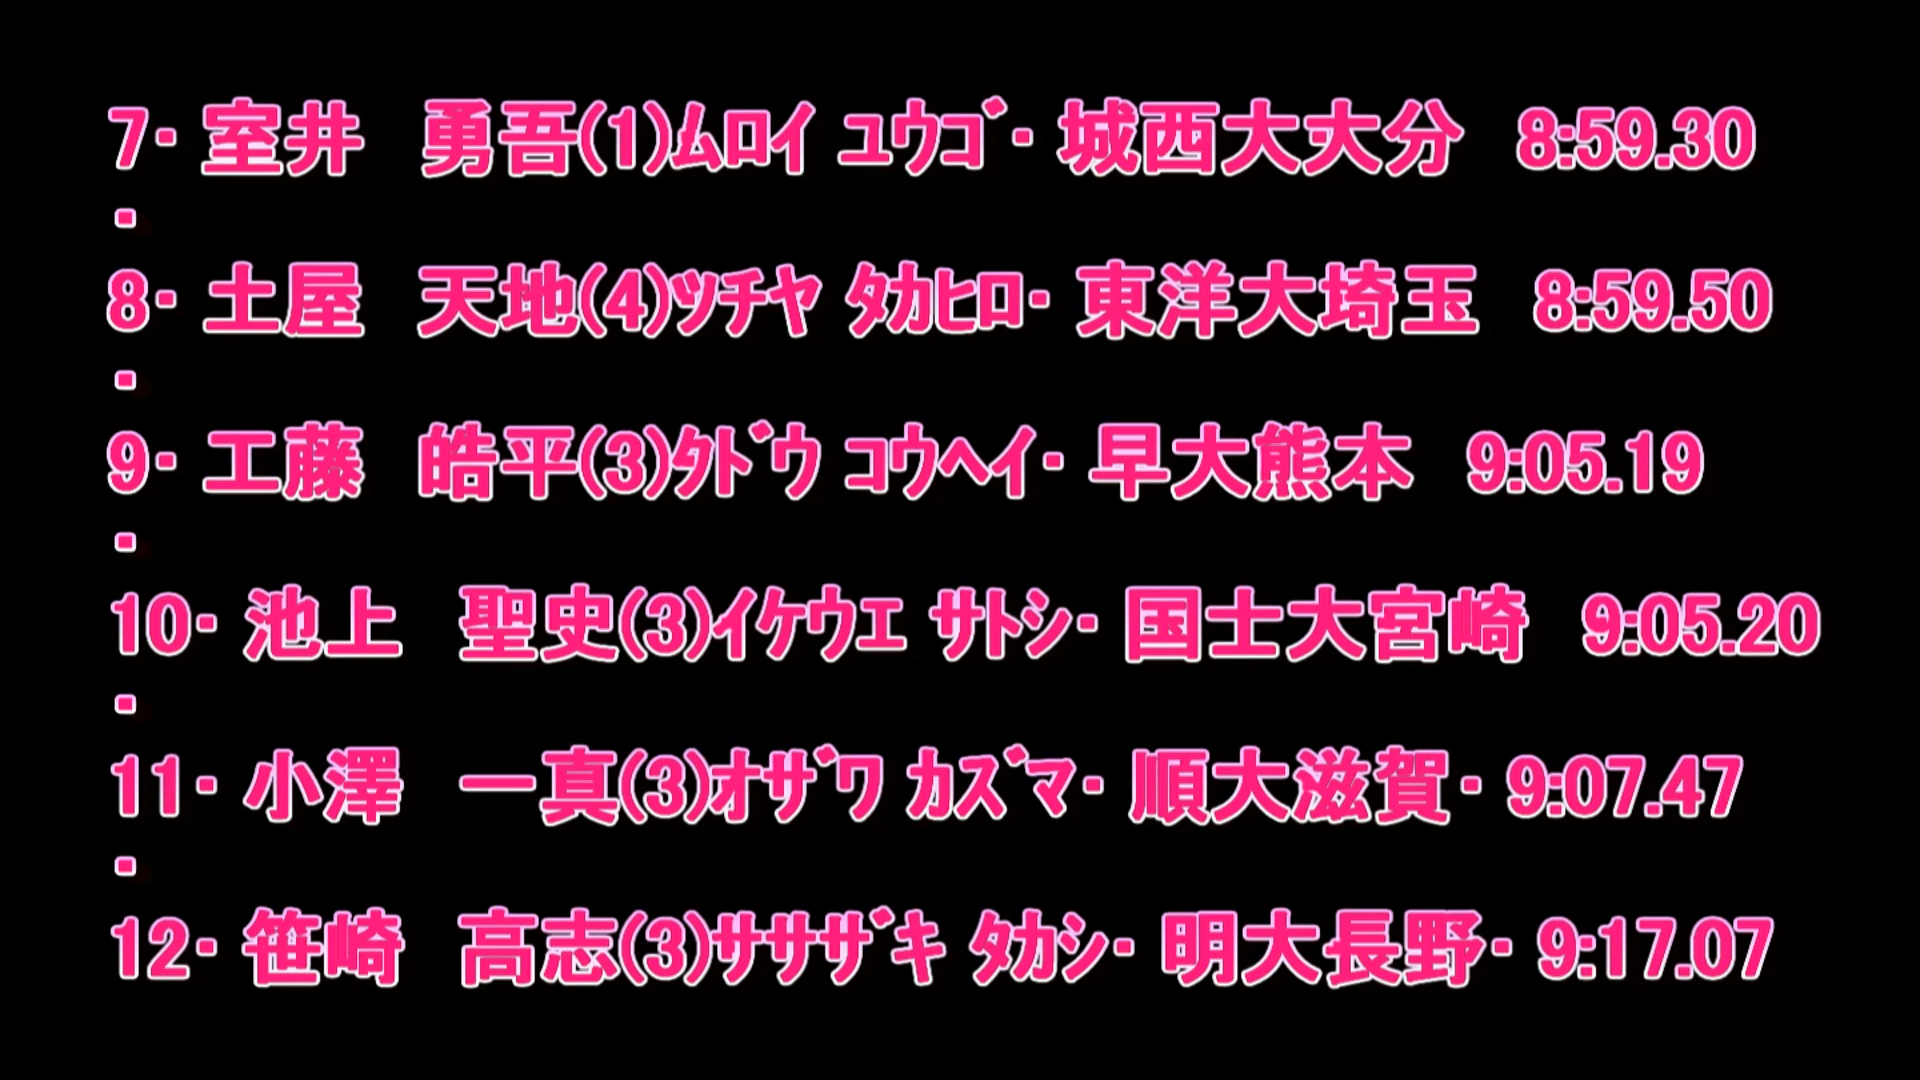 7･ 室井　勇吾(1)ﾑﾛｲ ﾕｳｺﾞ･ 城西大大分　8:59.30
･
8･ 土屋　天地(4)ﾂﾁﾔ ﾀｶﾋﾛ･ 東洋大埼玉　8:59.50
･
9･ 工藤　皓平(3)ﾀﾄﾞｳ ｺｳﾍｲ･ 早大熊本　9:05.19
･
10･ 池上　聖史(3)ｲｹｳｴ ｻﾄｼ･ 国士大宮崎　9:05.20
･
11･ 小澤　一真(3)ｵｻﾞﾜ ｶｽﾞﾏ･ 順大滋賀･ 9:07.47
･
12･ 笹崎　高志(3)ｻｻｻﾞｷ ﾀｶｼ･ 明大長野･ 9:17.07